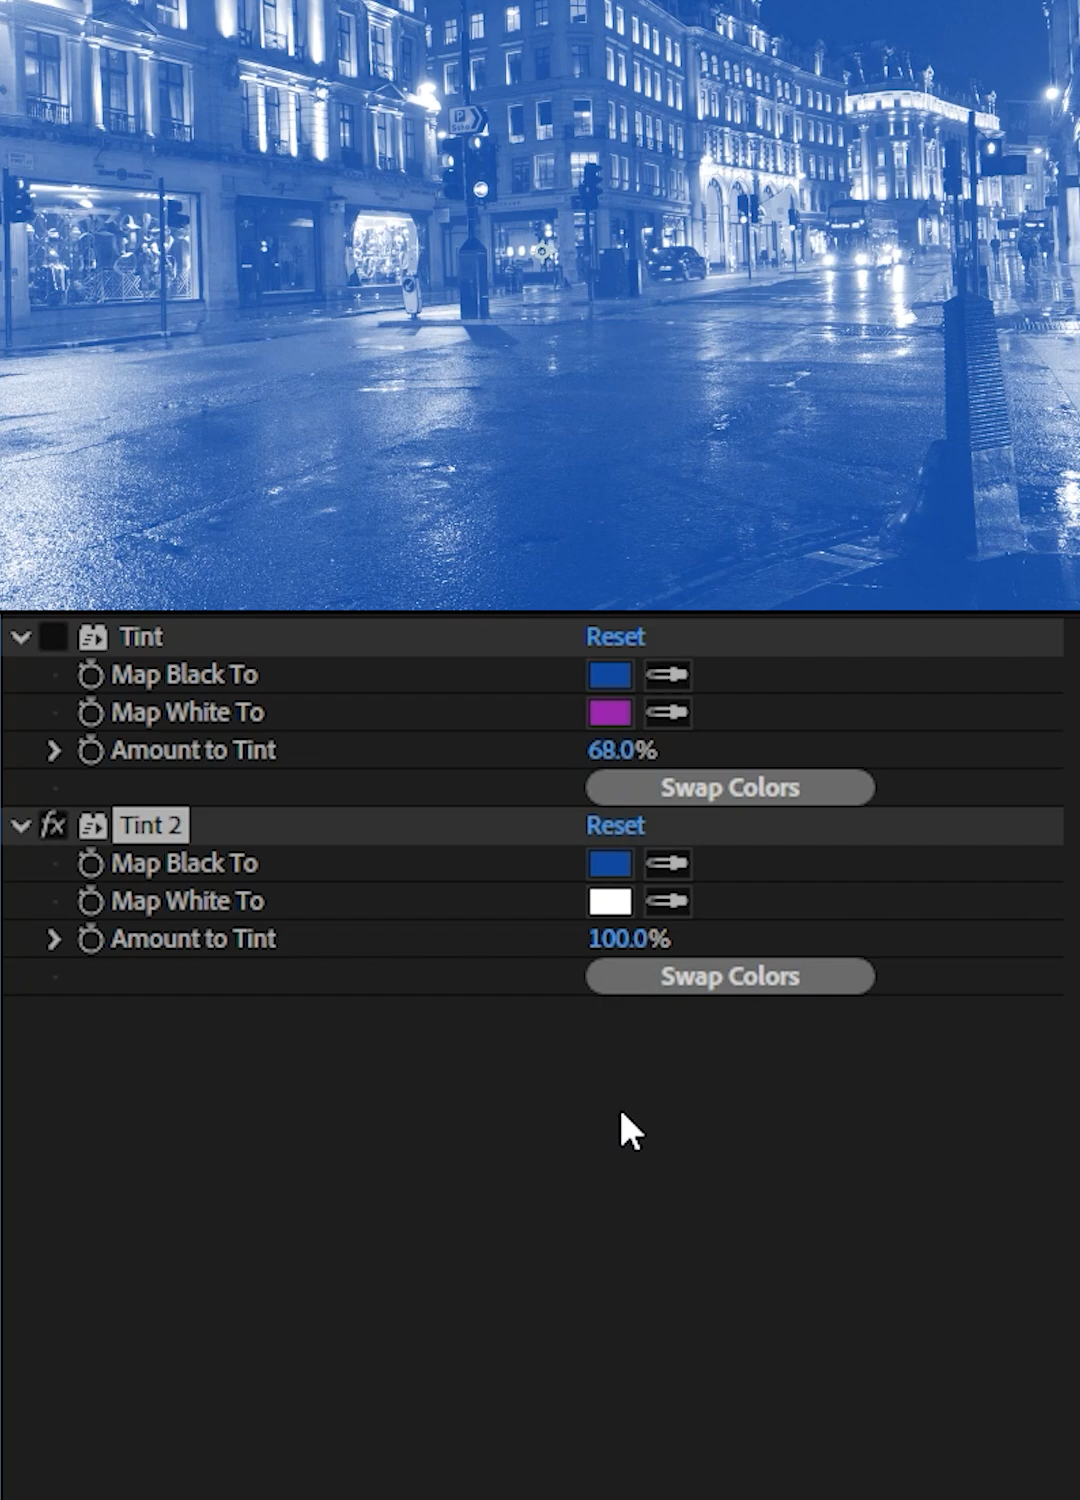 Tint Reset
Map Black To
Map White To
Amount to Tint 68.0%
Swap Colors
fx Tint 2 Reset
Map Black To
Map White To
Amount to Tint 100.0%
Swap Colors